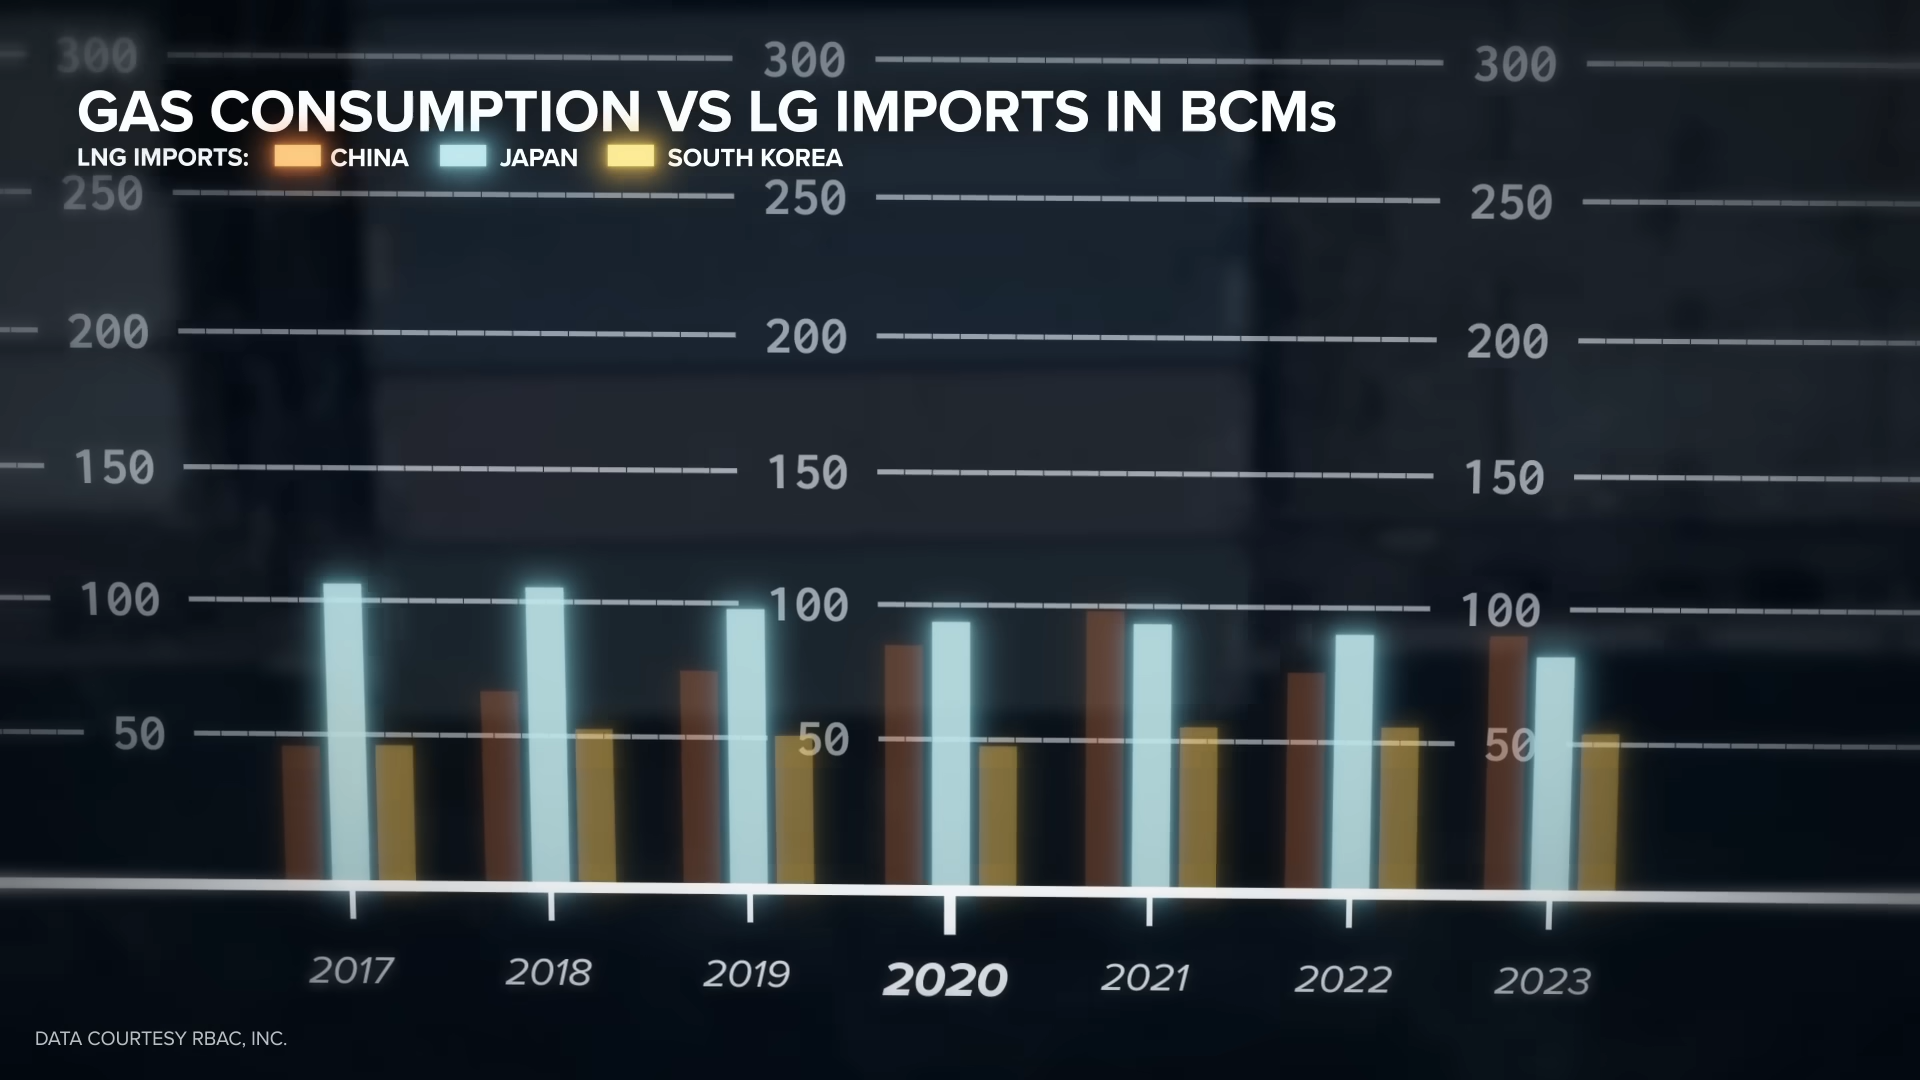 300 300 300
GAS CONSUMPTION VS LG IMPORTS IN BCMs
LNG IMPORTS: CHINA JAPAN SOUTH KOREA
250 250 250
200 200 200
150 150 150
100 100 100
50 50 50
2017 2018 2019 2020 2021 2022 2023
DATA COURTESY RBAC, INC.